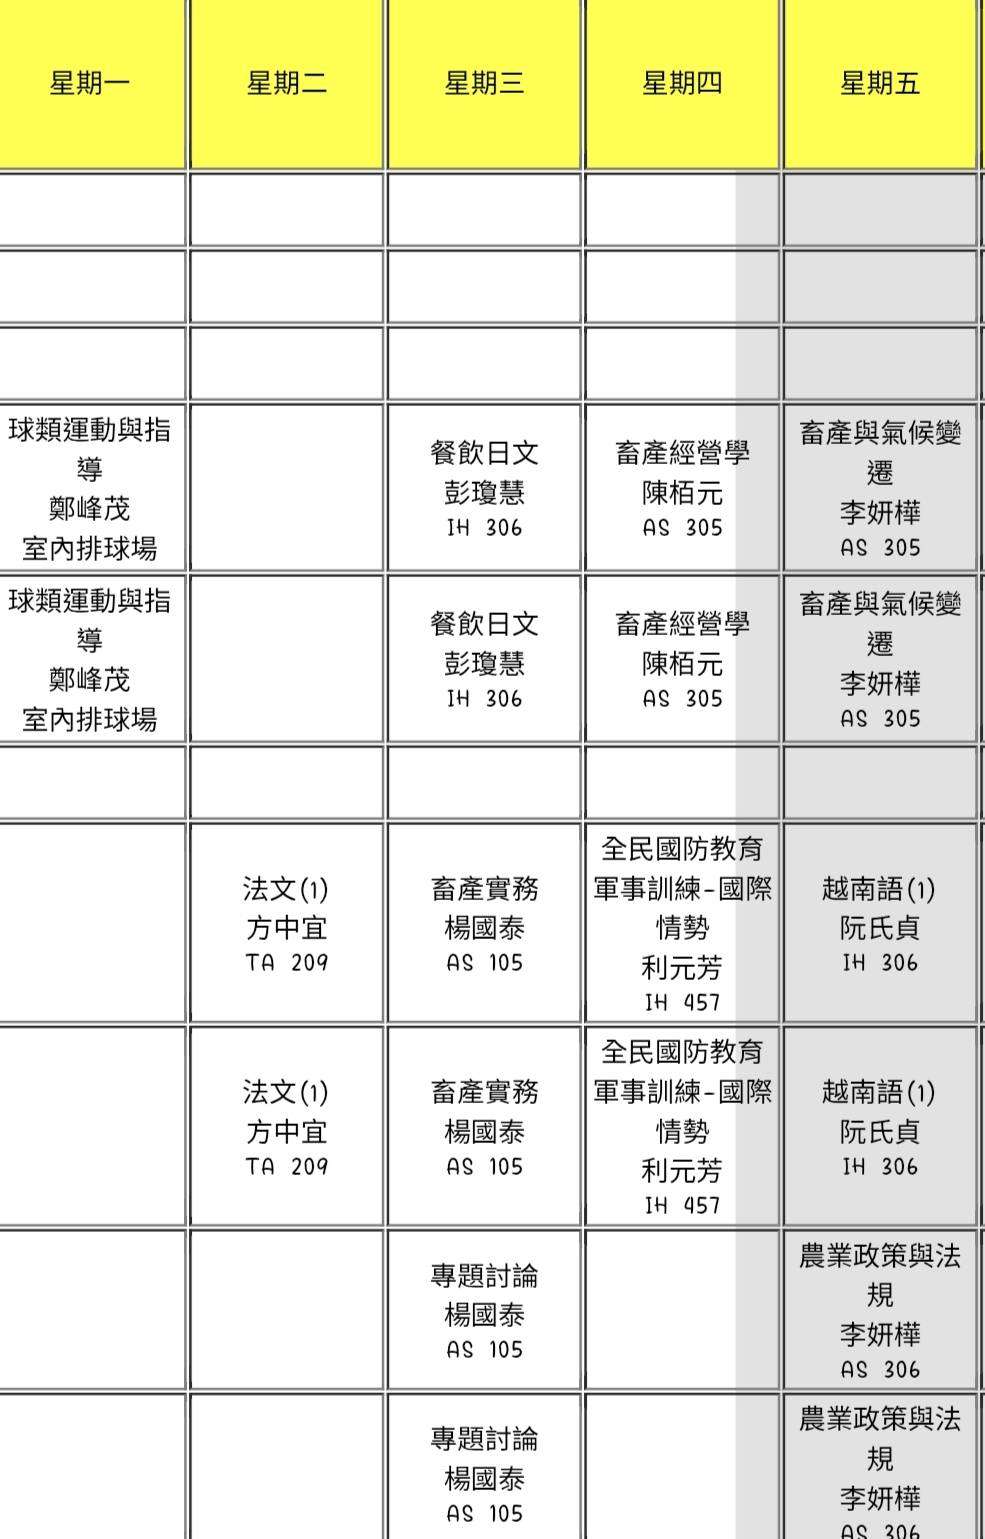 星期一
星期二
星期三
星期四
星期五
球類運動與指
導
鄭峰茂
室內排球場
餐飲日文
彭瓊慧
IH 306
畜產經營學
陳栢元
AS 305
畜產與氣候變
遷
李妍樺
AS 305
球類運動與指
導
鄭峰茂
室內排球場
餐飲日文
彭瓊慧
IH 306
畜產經營學
陳栢元
AS 305
畜產與氣候變
遷
李妍樺
AS 305
法文(1)
方中宜
TA 209
畜產實務
楊國泰
AS 105
全民國防教育
軍事訓練-國際
情勢
利元芳
IH 457
越南語(1)
阮氏貞
IH 306
法文(1)
方中宜
TA 209
畜產實務
楊國泰
AS 105
全民國防教育
軍事訓練-國際
情勢
利元芳
IH 457
越南語(1)
阮氏貞
IH 306
專題討論
楊國泰
AS 105
農業政策與法
規
李妍樺
AS 306
專題討論
楊國泰
AS 105
農業政策與法
規
李妍樺
AS 306